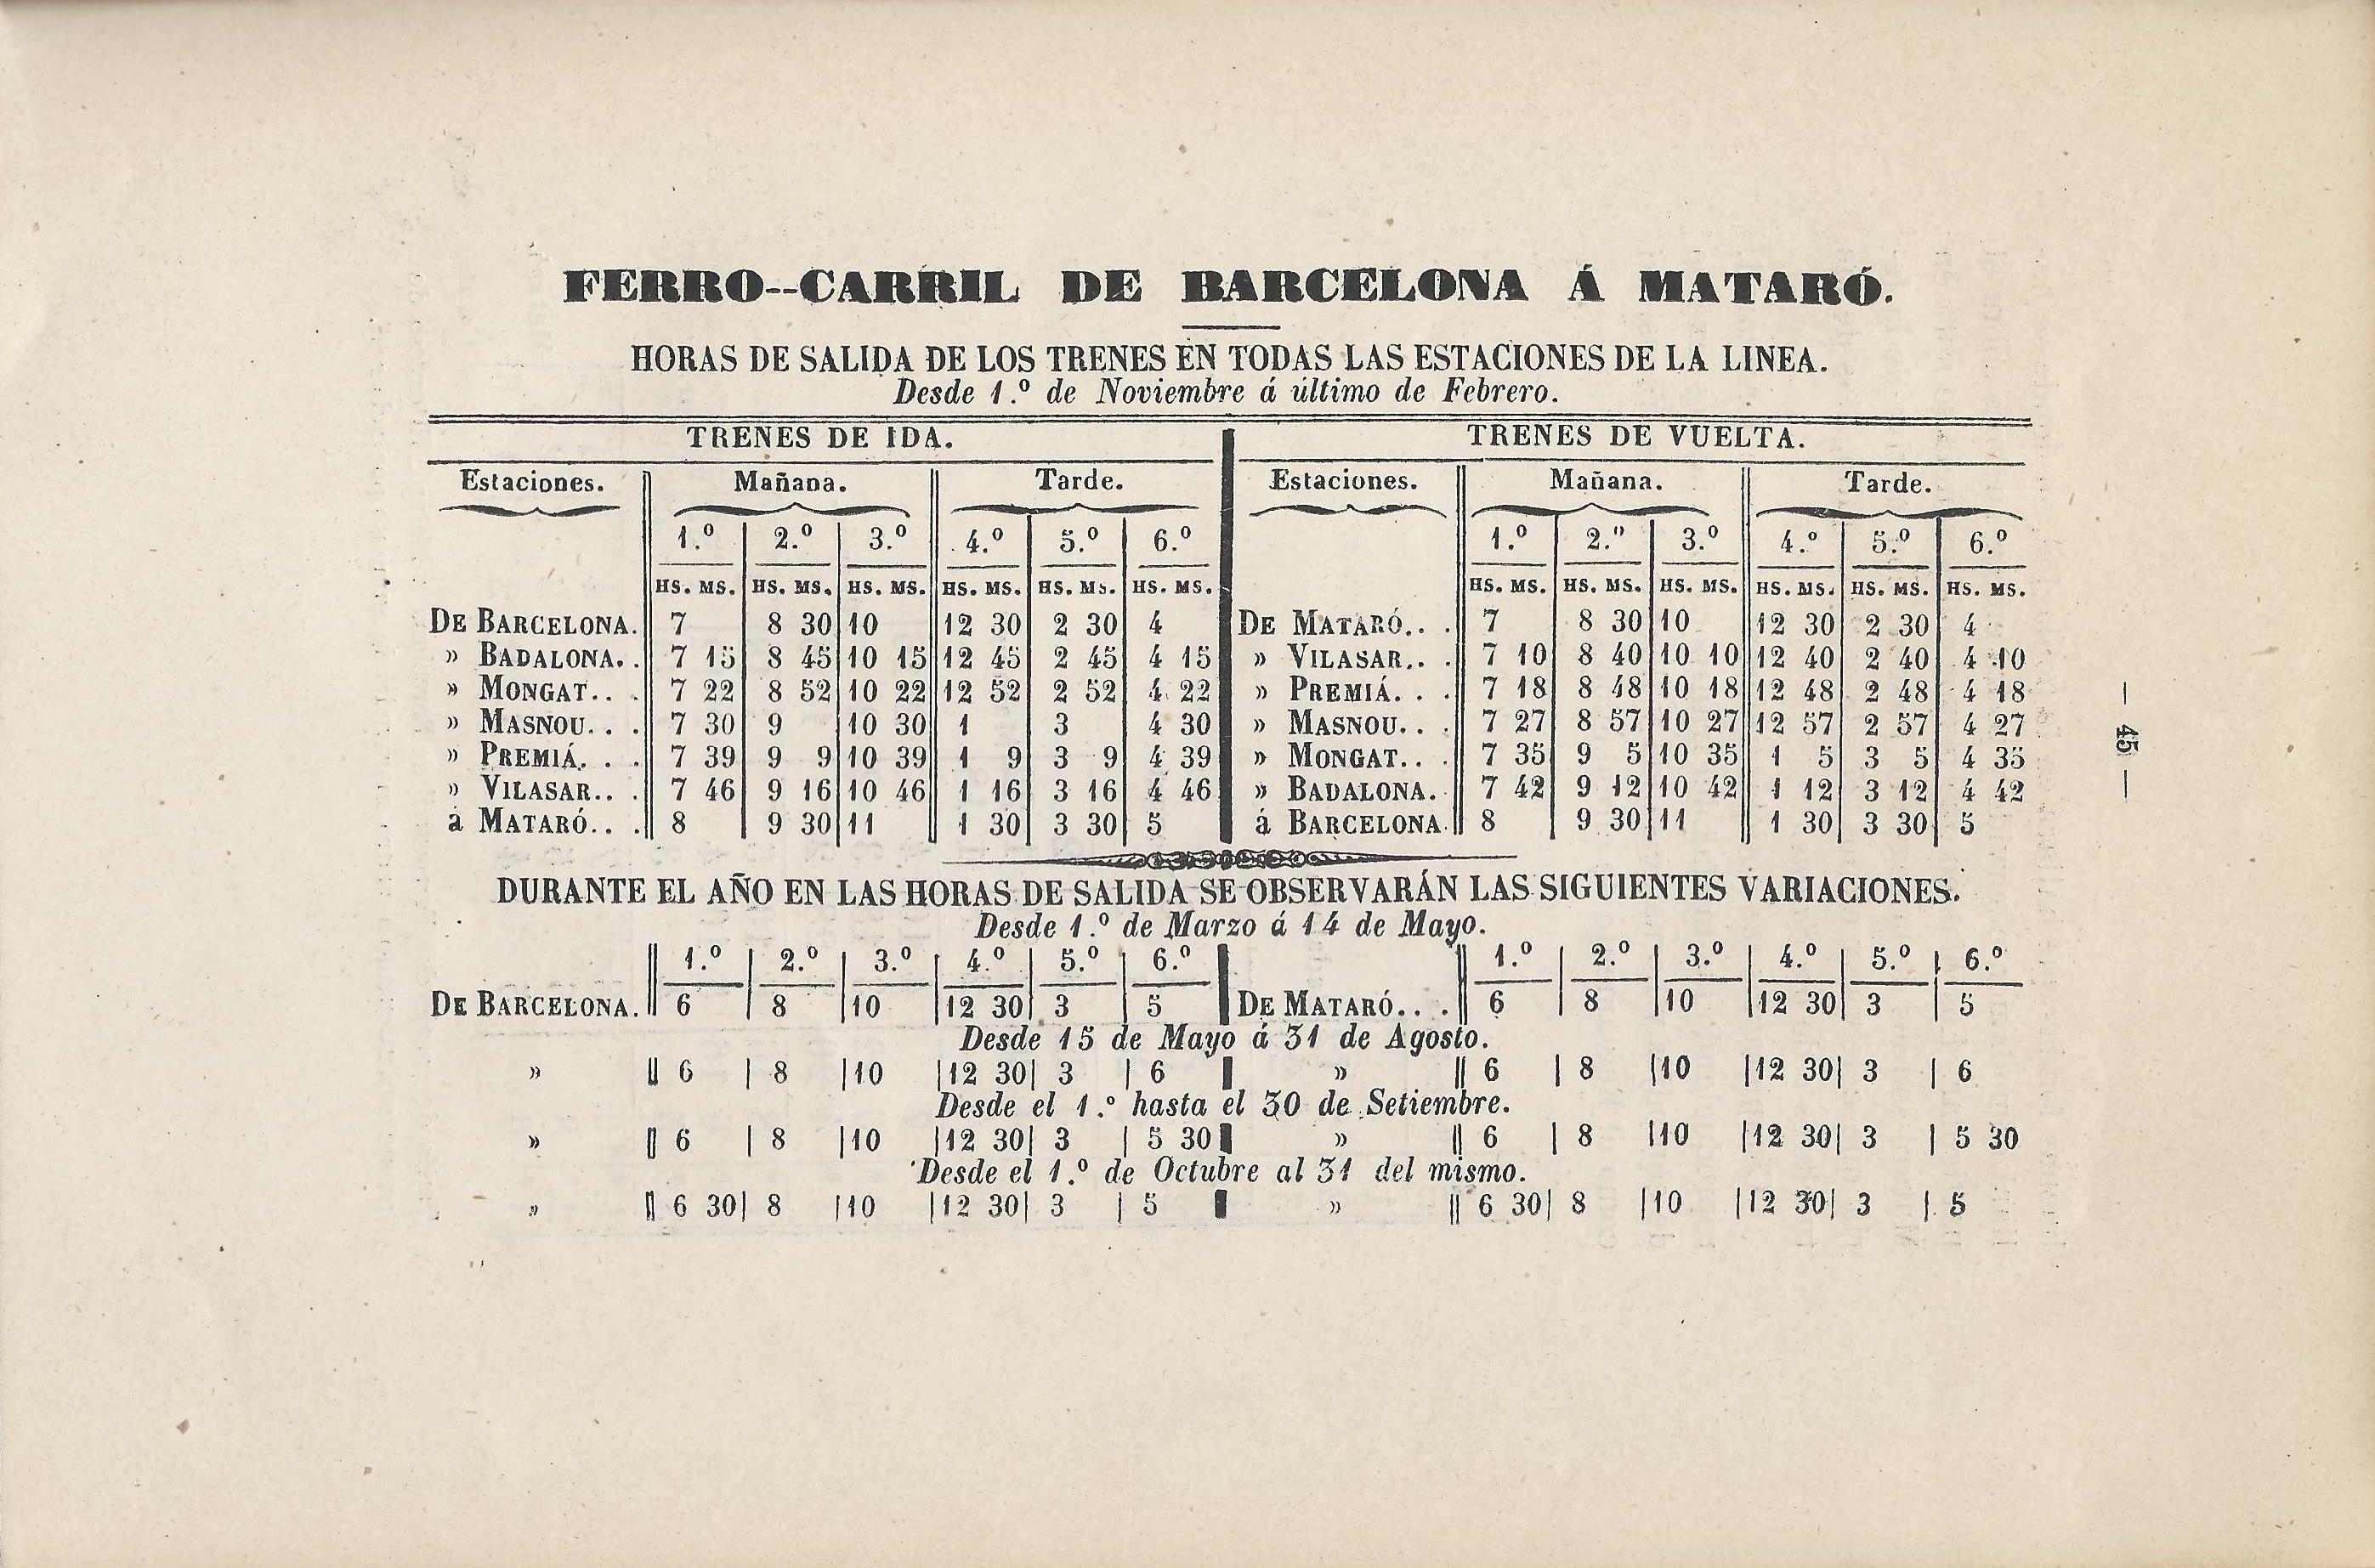 FERRO--CARRIL DE BARCELONA Á MATARÓ.
HORAS DE SALIDA DE LOS TRENES EN TODAS LAS ESTACIONES DE LA LINEA.
Desde 1.º de Noviembre á último de Febrero.
TRENES DE IDA. TRENES DE VUELTA.
Estaciones. Mañana. Tarde. Estaciones. Mañana. Tarde.
1.º 2.º 3.º 4.º 5.º 6.º 1.º 2.º 3.º 4.º 5.º 6.º
HS. MS. HS. MS. HS. MS. HS. MS. HS. MS. HS. MS. HS. MS. HS. MS. HS. MS. HS. MS. HS. MS. HS. MS.
DE BARCELONA. 7 8 30 10 12 30 2 30 4 DE MATARÓ.. . 7 8 30 10 12 30 2 30 4
» BADALONA. . 7 15 8 45 10 15 12 45 2 45 4 15 » VILASAR.. . 7 10 8 40 10 10 12 40 2 40 4 10
» MONGAT.. . 7 22 8 52 10 22 12 52 2 52 4 22 » PREMIÁ. . . 7 18 8 48 10 18 12 48 2 48 4 18
» MASNOU. . . 7 30 9 10 30 1 3 4 30 » MASNOU. . . 7 27 8 57 10 27 12 57 2 57 4 27
» PREMIÁ. . . 7 39 9 9 10 39 1 9 3 9 4 39 » MONGAT. . . 7 35 9 5 10 35 1 5 3 5 4 35
» VILASAR.. . 7 46 9 16 10 46 1 16 3 16 4 46 » BADALONA. . 7 42 9 12 10 42 1 12 3 12 4 42
á MATARÓ.. . 8 9 30 11 1 30 3 30 5 á BARCELONA. 8 9 30 11 1 30 3 30 5
DURANTE EL AÑO EN LAS HORAS DE SALIDA SE OBSERVARÁN LAS SIGUIENTES VARIACIONES.
Desde 1.º de Marzo á 14 de Mayo.
1.º 2.º 3.º 4.º 5.º 6.º 1.º 2.º 3.º 4.º 5.º 6.º
DE BARCELONA. 6 8 10 12 30 3 5 DE MATARÓ.. . 6 8 10 12 30 3 5
Desde 15 de Mayo á 31 de Agosto.
» 6 8 10 12 30 3 6 » 6 8 10 12 30 3 6
Desde el 1.º hasta el 30 de Setiembre.
» 6 8 10 12 30 3 5 30 » 6 8 10 12 30 3 5 30
Desde el 1.º de Octubre al 31 del mismo.
» 6 30 8 10 12 30 3 5 » 6 30 8 10 12 30 3 5
— 45 —